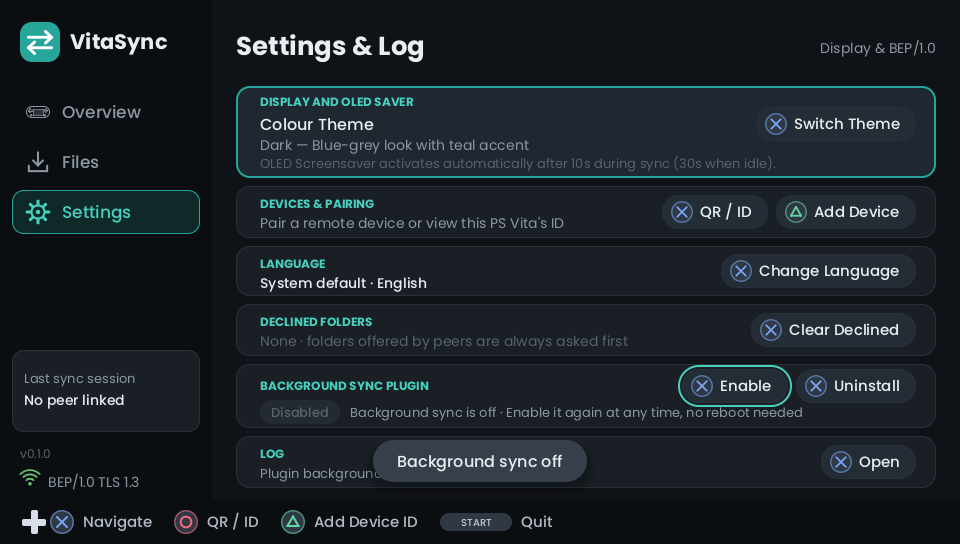 VitaSync
Overview
Files
Settings
Last sync session
No peer linked
v0.1.0
BEP/1.0 TLS 1.3
Settings & Log
Display & BEP/1.0
DISPLAY AND OLED SAVER
Colour Theme
Dark — Blue-grey look with teal accent
OLED Screensaver activates automatically after 10s during sync (30s when idle).
Switch Theme
DEVICES & PAIRING
Pair a remote device or view this PS Vita's ID
QR / ID
Add Device
LANGUAGE
System default · English
Change Language
DECLINED FOLDERS
None · folders offered by peers are always asked first
Clear Declined
BACKGROUND SYNC PLUGIN
Enable
Uninstall
Disabled
Background sync is off · Enable it again at any time, no reboot needed
LOG
Plugin background
Open
Background sync off
Navigate
QR / ID
Add Device ID
START
Quit